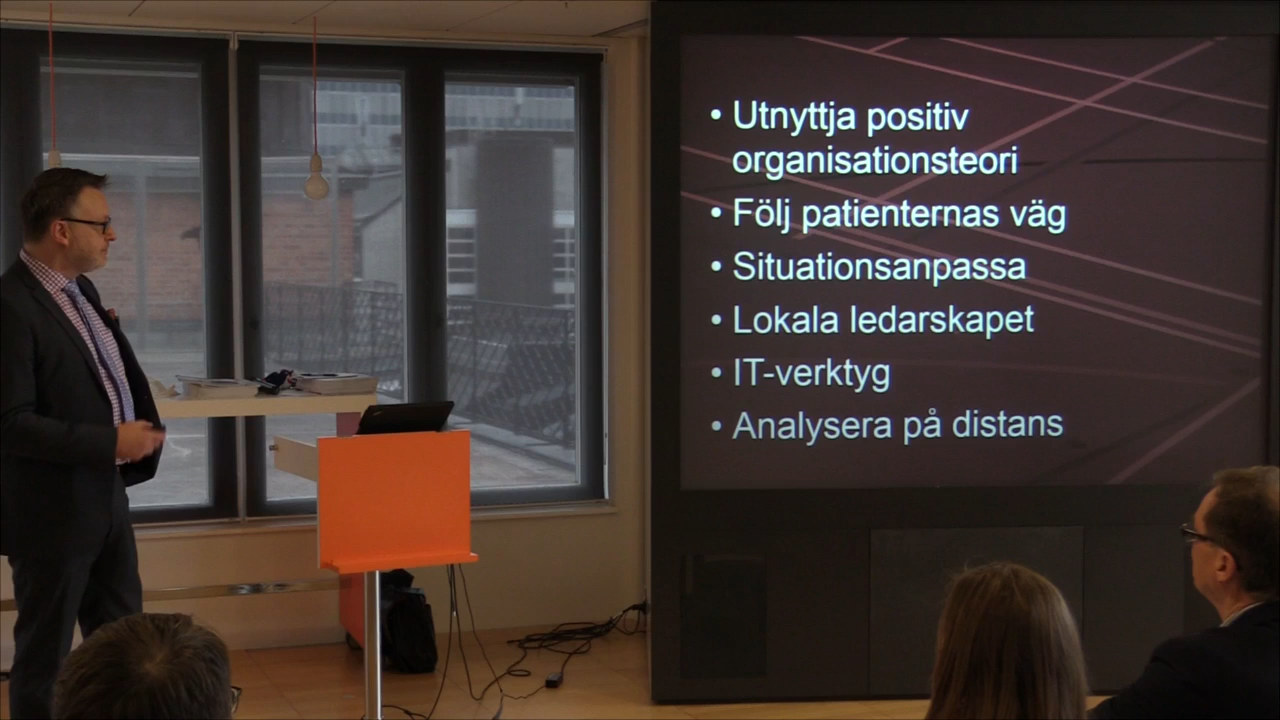 • Utnyttja positiv
organisationsteori
• Följ patienternas väg
• Situationsanpassa
• Lokala ledarskapet
• IT-verktyg
• Analysera på distans